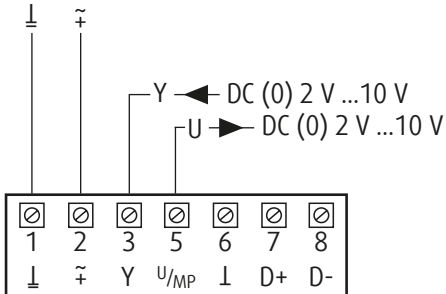 ⊥ ~+
Y DC (0) 2 V ...10 V
U DC (0) 2 V ...10 V
1 2 3 5 6 7 8
⊥ ~+ Y U/MP ⊥ D+ D-